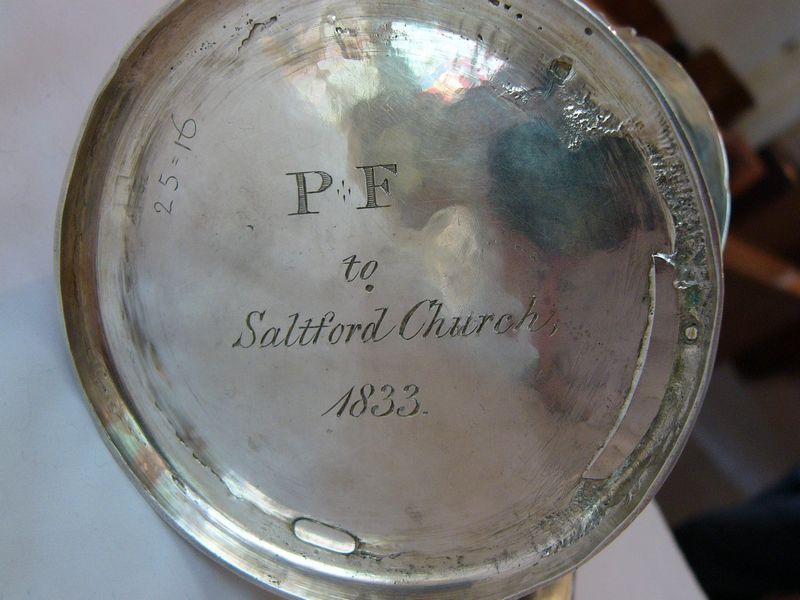 P F
to
Saltford Church,
1833.
25=16